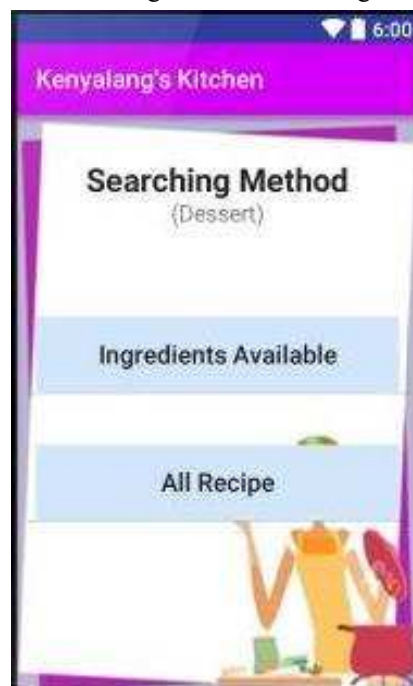 6:00
Kenyalang's Kitchen
Searching Method
(Dessert)
Ingredients Available
All Recipe